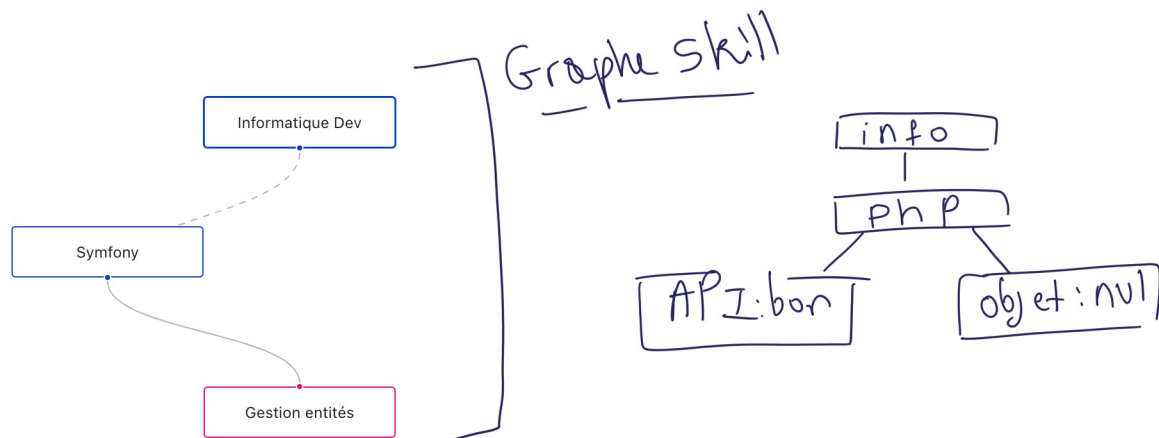 Graphe Skill
Informatique Dev
Symfony
Gestion entités
info
php
API:bon
objet:nul